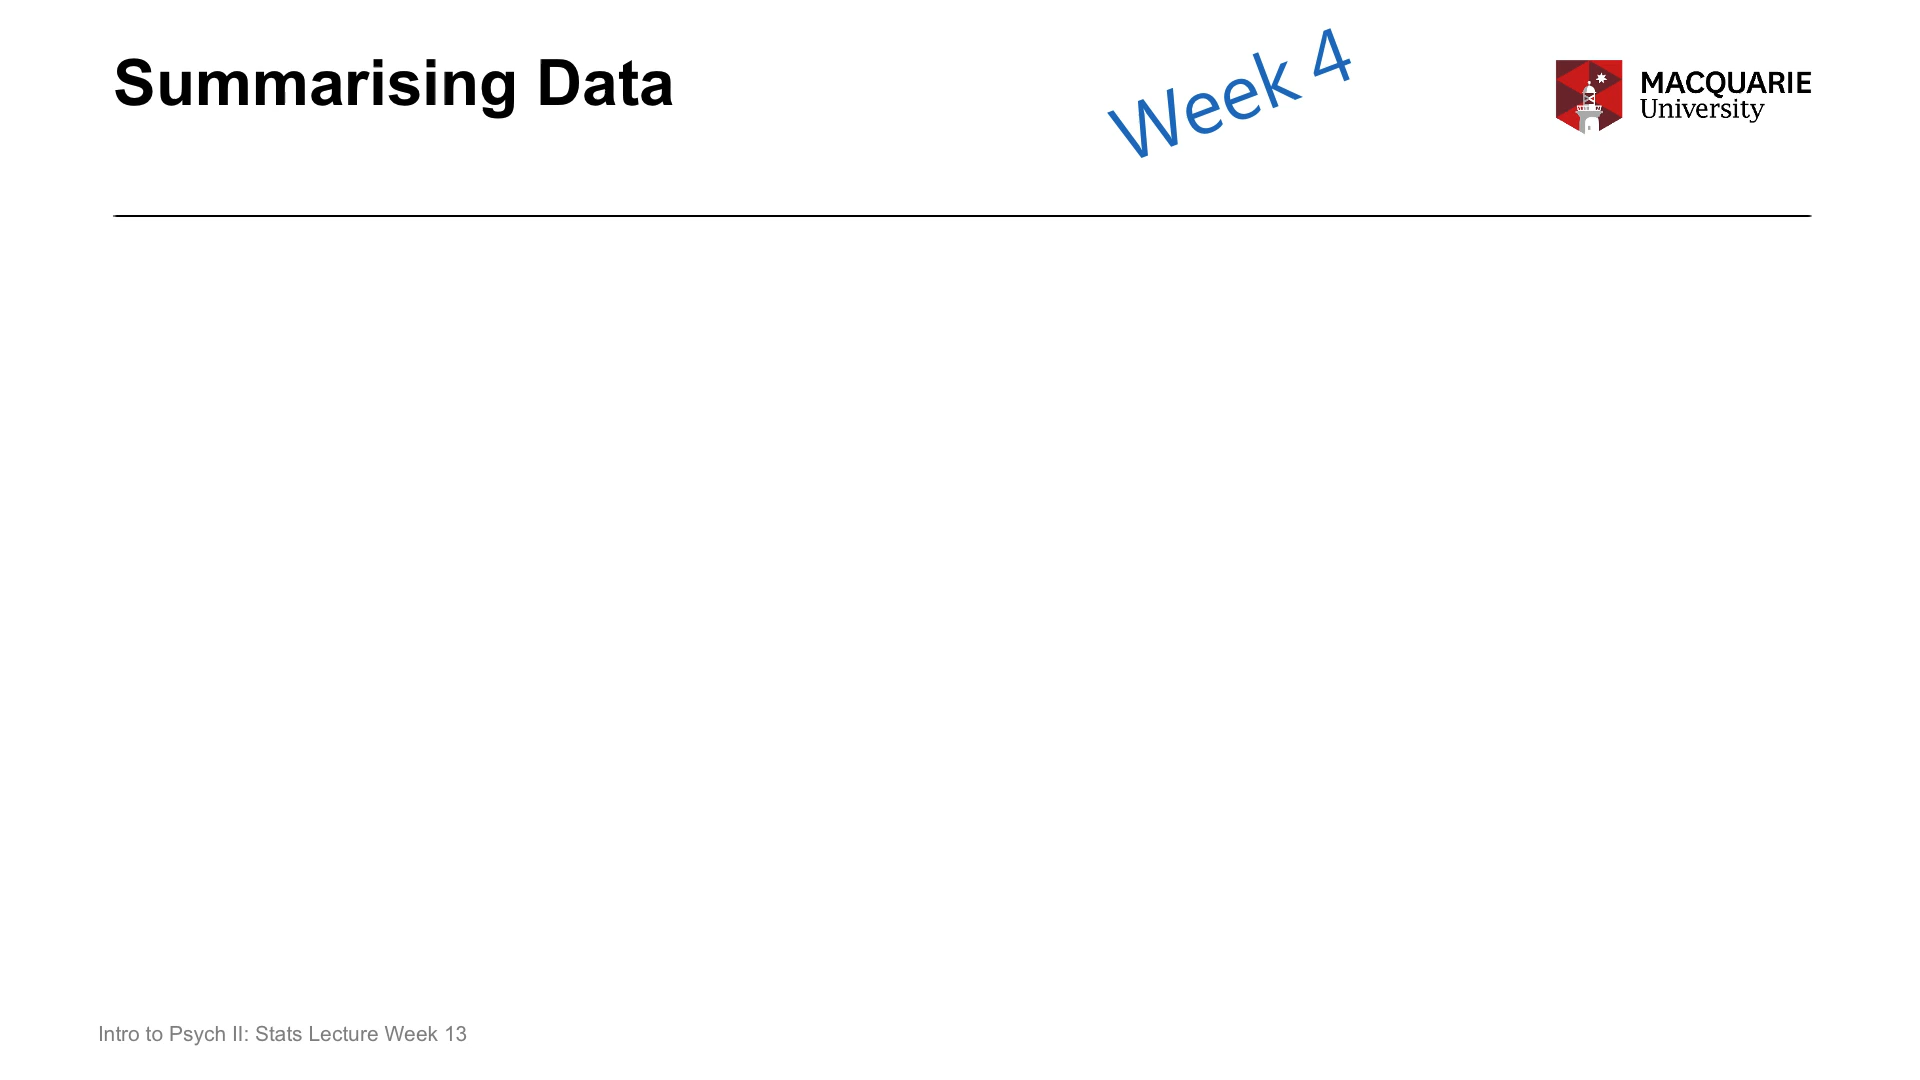 Summarising Data
Week 4
MACQUARIE
University
Intro to Psych II: Stats Lecture Week 13